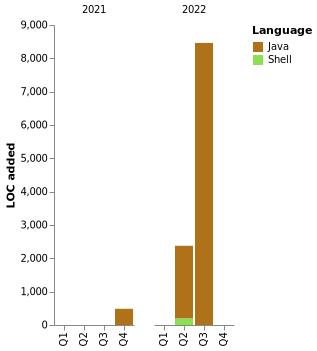 2021 2022
Language
Java
Shell
LOC added
9,000
8,000
7,000
6,000
5,000
4,000
3,000
2,000
1,000
0
Q1 Q2 Q3 Q4 Q1 Q2 Q3 Q4